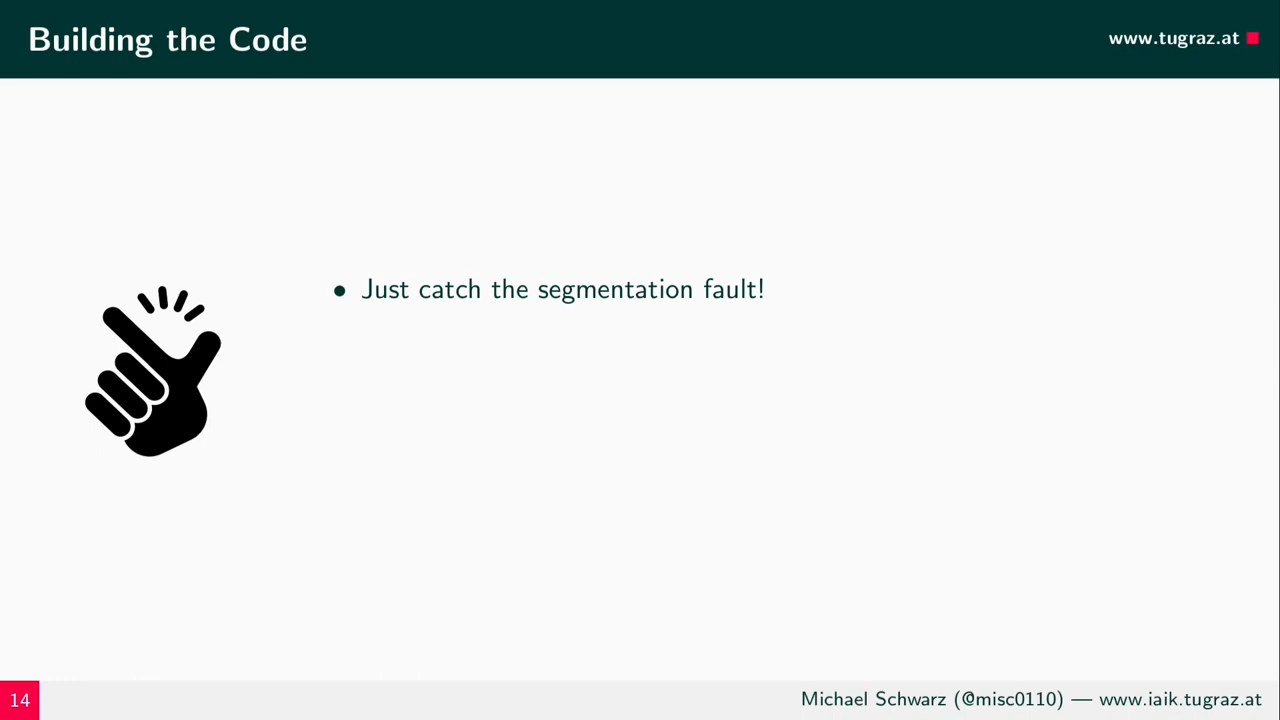 Building the Code
www.tugraz.at
• Just catch the segmentation fault!
14
Michael Schwarz (@misc0110) — www.iaik.tugraz.at